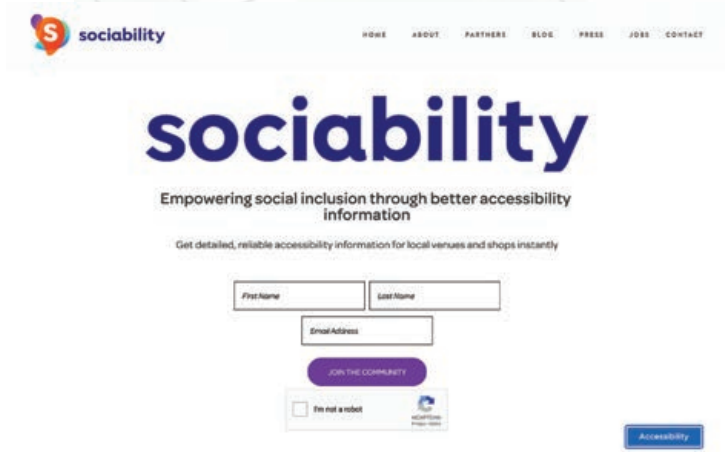 S sociability
HOME ABOUT PARTNERS BLOG PRESS JOBS CONTACT
sociability
Empowering social inclusion through better accessibility
information
Get detailed, reliable accessibility information for local venues and shops instantly
First Name Last Name
Email Address
JOIN THE COMMUNITY
I'm not a robot
reCAPTCHA
Privacy - Terms
Accessibility